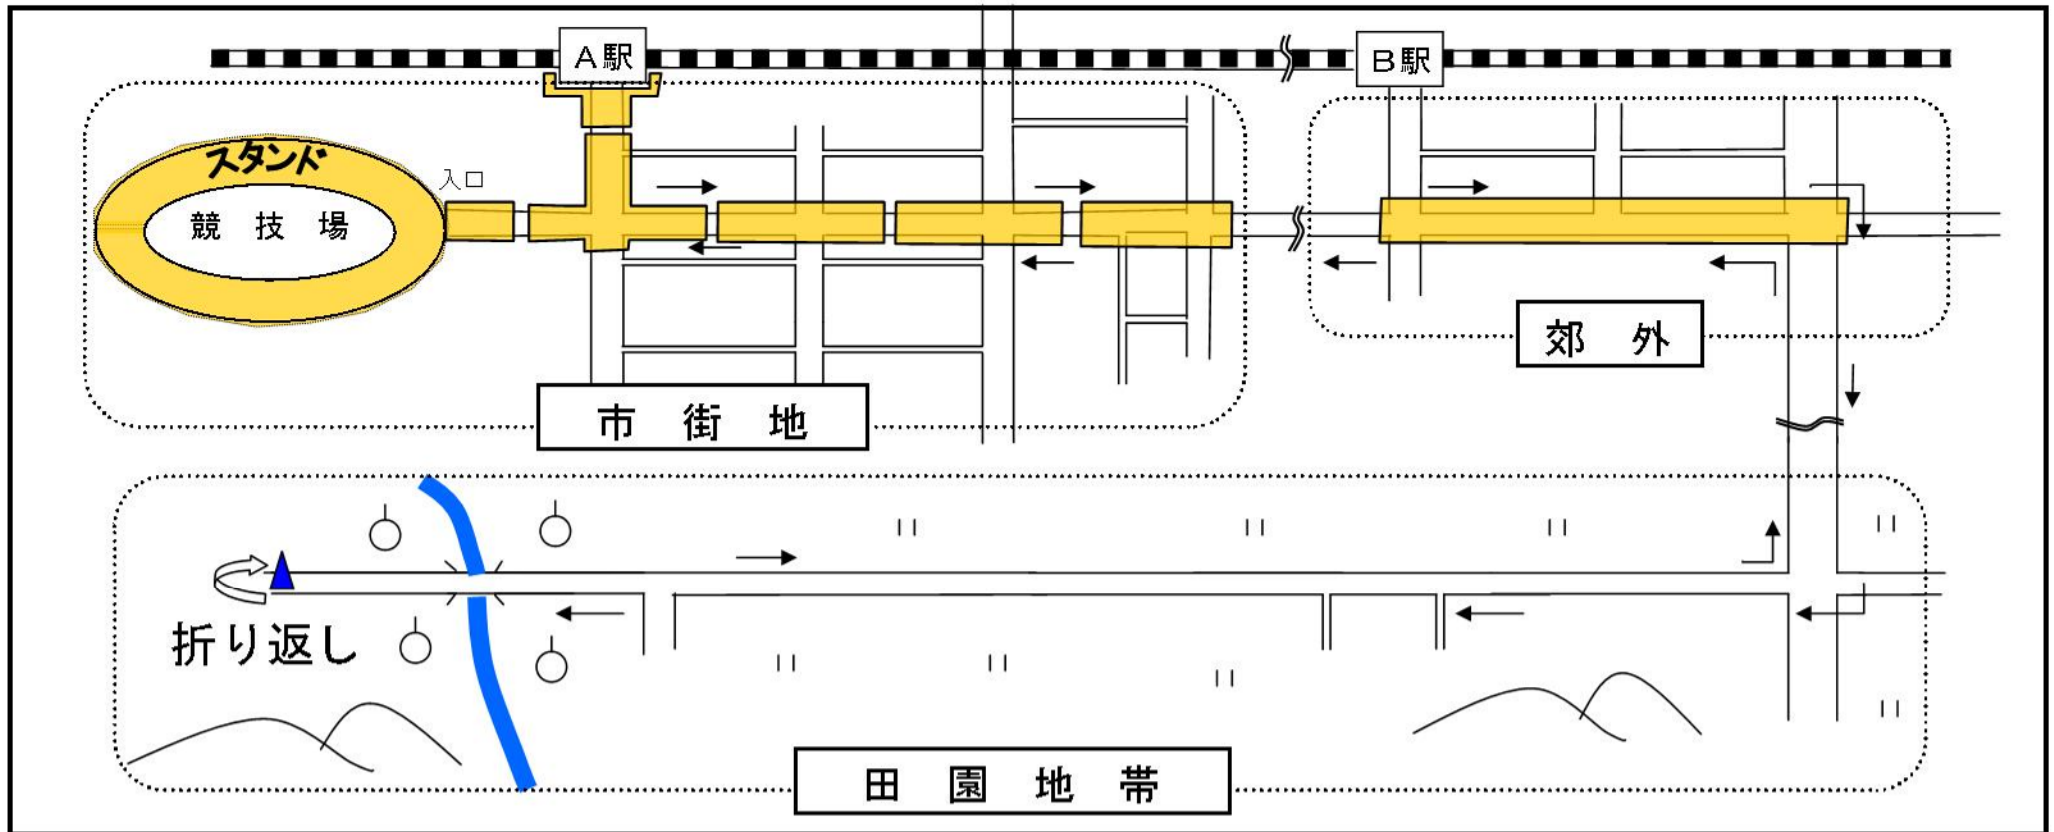 A駅
B駅
スタンド
入口
競 技 場
郊 外
市 街 地
折り返し
田 園 地 帯